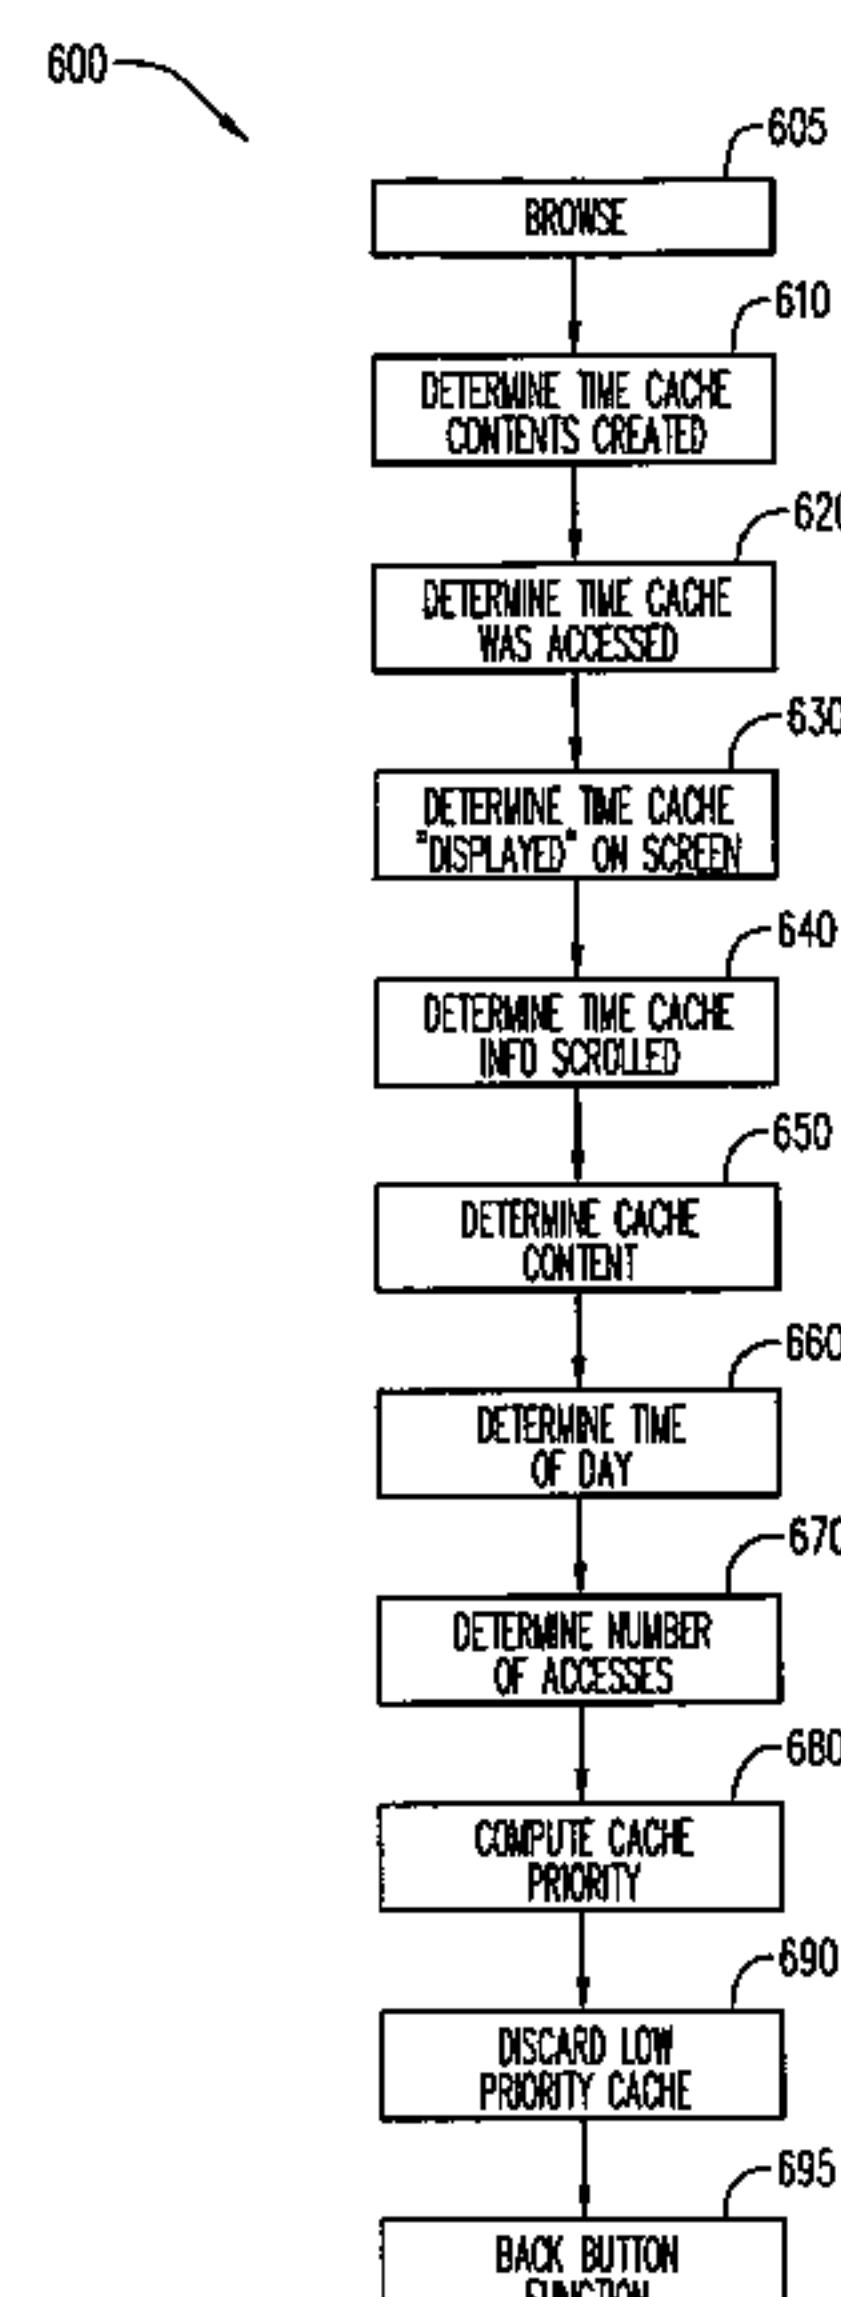 600
605
BROWSE
610
DETERMINE TIME CACHE
CONTENTS CREATED
620
DETERMINE TIME CACHE
WAS ACCESSED
630
DETERMINE TIME CACHE
"DISPLAYED" ON SCREEN
640
DETERMINE TIME CACHE
INFO SCROLLED
650
DETERMINE CACHE
CONTENT
660
DETERMINE TIME
OF DAY
670
DETERMINE NUMBER
OF ACCESSES
680
COMPUTE CACHE
PRIORITY
690
DISCARD LOW
PRIORITY CACHE
695
BACK BUTTON
FUNCTION